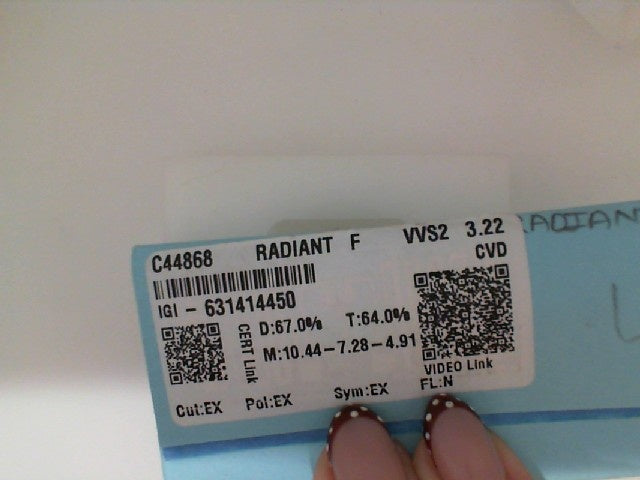 C44868 RADIANT F VVS2 3.22
CVD
IGI - 631414450
CERT Link
D:67.0% T:64.0%
M:10.44-7.28-4.91
VIDEO Link
Cut:EX Pol:EX Sym:EX FL:N
RADIAN